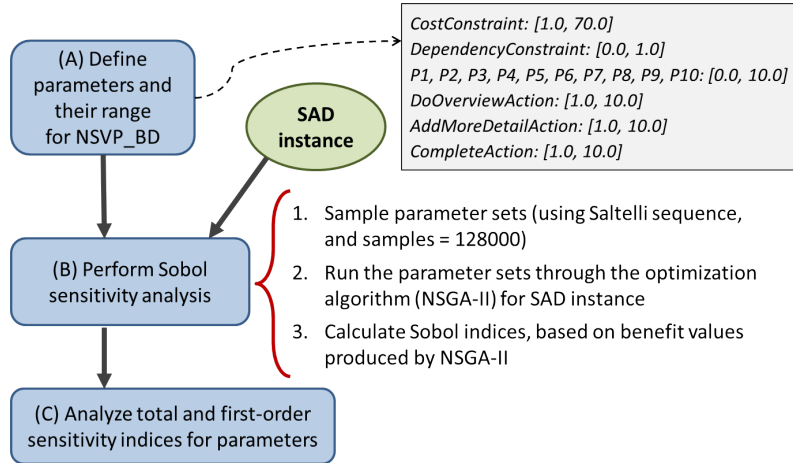 (A) Define
parameters and
their range
for NSVP_BD
CostConstraint: [1.0, 70.0]
DependencyConstraint: [0.0, 1.0]
P1, P2, P3, P4, P5, P6, P7, P8, P9, P10: [0.0, 10.0]
DoOverviewAction: [1.0, 10.0]
AddMoreDetailAction: [1.0, 10.0]
CompleteAction: [1.0, 10.0]
SAD
instance
(B) Perform Sobol
sensitivity analysis
1. Sample parameter sets (using Saltelli sequence,
and samples = 128000)
2. Run the parameter sets through the optimization
algorithm (NSGA-II) for SAD instance
3. Calculate Sobol indices, based on benefit values
produced by NSGA-II
(C) Analyze total and first-order
sensitivity indices for parameters